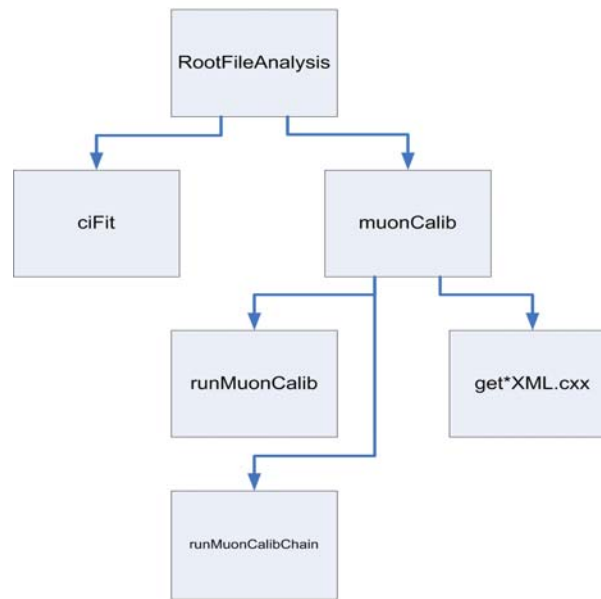 RootFileAnalysis
ciFit
muonCalib
runMuonCalib
get*XML.cxx
runMuonCalibChain